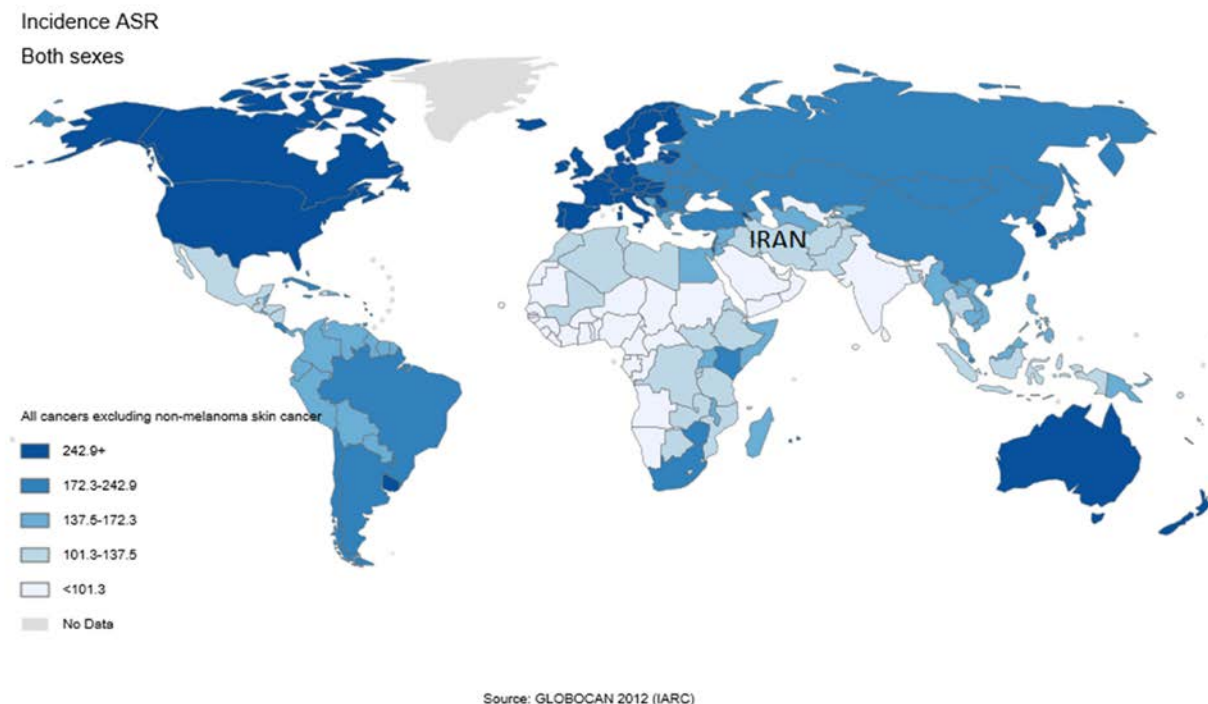 Incidence ASR
Both sexes
IRAN
All cancers excluding non-melanoma skin cancer
242.9+
172.3-242.9
137.5-172.3
101.3-137.5
<101.3
No Data
Source: GLOBOCAN 2012 (IARC)